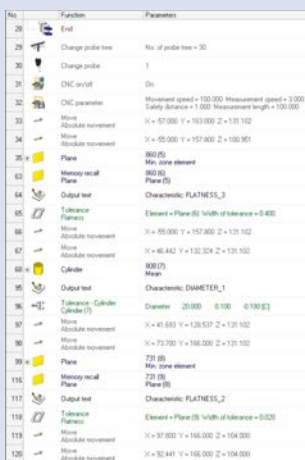 No. Function Parameters
28 End
29 Change probe tree No. of probe tree = 30
30 Change probe 1
31 CNC on/off On
32 CNC parameter Movement speed = 100.000 Measurement speed = 3.000
Safety distance = 1.000 Measurement length = 100.000
33 Move X = -57.000 Y = 163.000 Z = 131.102
Absolute movement
34 Move X = -55.000 Y = 157.800 Z = 100.951
Absolute movement
35 Plane 860 (5)
Min. zone element
63 Memory recall 860 (6)
Plane Plane (5)
64 Output text Characteristic: FLATNESS_3
65 Tolerance Element = Plane (6) Width of tolerance = 0.400
Flatness
66 Move X = -55.000 Y = 157.800 Z = 131.102
Absolute movement
67 Move X = 46.442 Y = 132.324 Z = 131.102
Absolute movement
68 Cylinder 808 (7)
Mean
95 Output text Characteristic: DIAMETER_1
96 Tolerance - Cylinder Diameter 20.000 0.100 -0.100 [C]
Cylinder (7)
97 Move X = 41.693 Y = 128.537 Z = 131.102
Absolute movement
98 Move X = 73.700 Y = 166.000 Z = 131.102
Absolute movement
99 Plane 731 (8)
Min. zone element
116 Memory recall 731 (9)
Plane Plane (8)
117 Output text Characteristic: FLATNESS_2
118 Tolerance Element = Plane (9) Width of tolerance = 0.020
Flatness
119 Move X = 97.800 Y = 166.000 Z = 104.000
Absolute movement
120 Move X = 92.441 Y = 166.000 Z = 104.000
Absolute movement